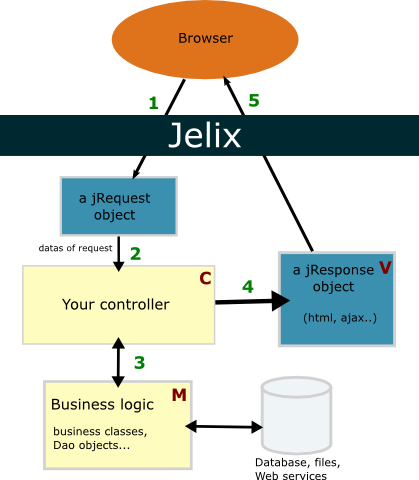 Browser
1
5
Jelix
a jRequest
object
datas of request
2
C
Your controller
4
a jResponse
V
object
(html, ajax..)
3
Business logic
M
business classes,
Dao objects...
Database, files,
Web services